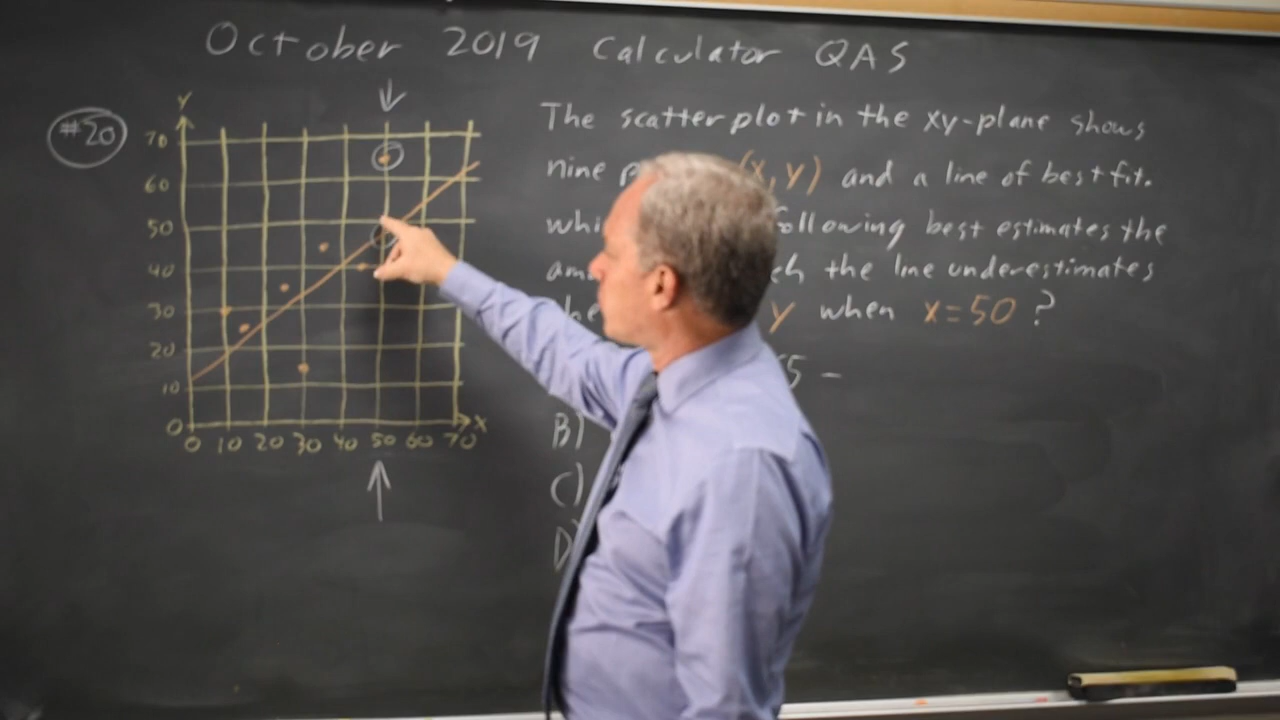 October 2019 Calculator QAS
#20
Y
70
60
50
40
30
20
10
0
0 10 20 30 40 50 60 70 X
The scatterplot in the xy-plane shows
nine (x,y) and a line of best fit.
following best estimates the
the line underestimates
y when x=50 ?
5 -
B)
C)
D)